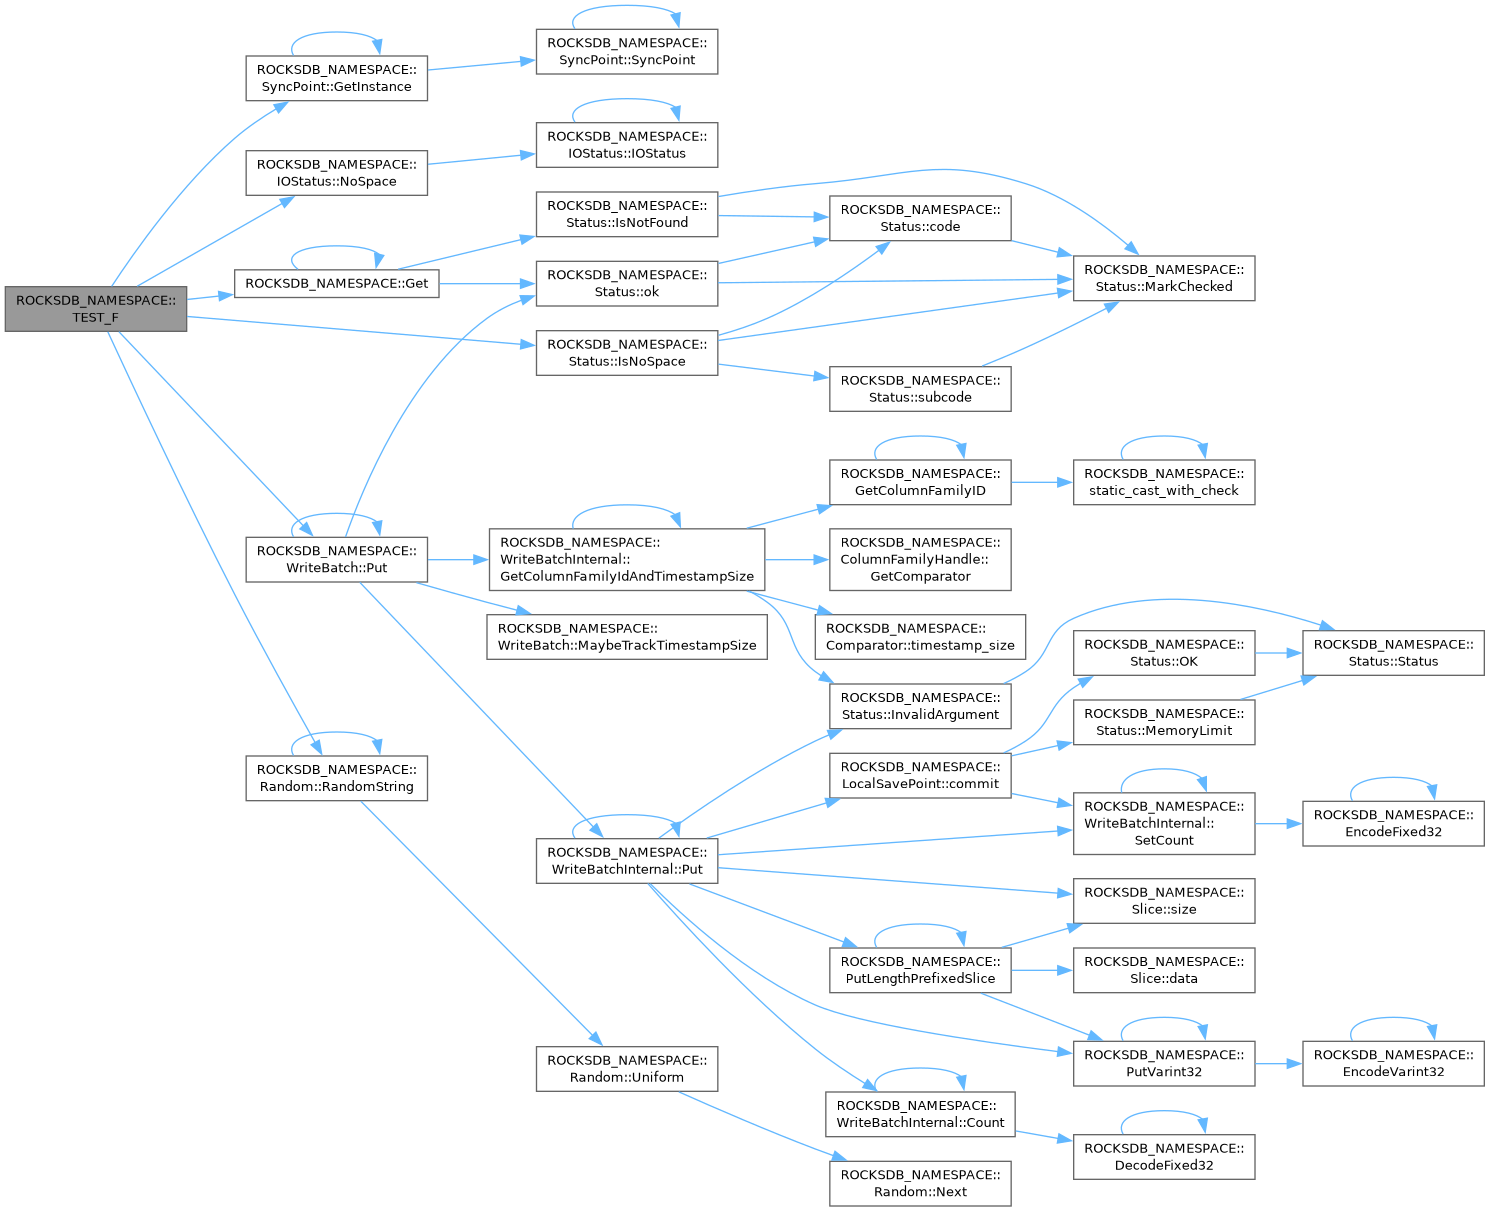 ROCKSDB_NAMESPACE::
TEST_F
ROCKSDB_NAMESPACE::
SyncPoint::GetInstance
ROCKSDB_NAMESPACE::
SyncPoint::SyncPoint
ROCKSDB_NAMESPACE::
IOStatus::NoSpace
ROCKSDB_NAMESPACE::
IOStatus::IOStatus
ROCKSDB_NAMESPACE::Get
ROCKSDB_NAMESPACE::
Status::IsNotFound
ROCKSDB_NAMESPACE::
Status::ok
ROCKSDB_NAMESPACE::
Status::IsNoSpace
ROCKSDB_NAMESPACE::
Status::code
ROCKSDB_NAMESPACE::
Status::MarkChecked
ROCKSDB_NAMESPACE::
Status::subcode
ROCKSDB_NAMESPACE::
WriteBatch::Put
ROCKSDB_NAMESPACE::
WriteBatchInternal::
GetColumnFamilyIdAndTimestampSize
ROCKSDB_NAMESPACE::
WriteBatch::MaybeTrackTimestampSize
ROCKSDB_NAMESPACE::
GetColumnFamilyID
ROCKSDB_NAMESPACE::
static_cast_with_check
ROCKSDB_NAMESPACE::
ColumnFamilyHandle::
GetComparator
ROCKSDB_NAMESPACE::
Comparator::timestamp_size
ROCKSDB_NAMESPACE::
Status::InvalidArgument
ROCKSDB_NAMESPACE::
Status::OK
ROCKSDB_NAMESPACE::
Status::Status
ROCKSDB_NAMESPACE::
Status::MemoryLimit
ROCKSDB_NAMESPACE::
LocalSavePoint::commit
ROCKSDB_NAMESPACE::
Random::RandomString
ROCKSDB_NAMESPACE::
WriteBatchInternal::Put
ROCKSDB_NAMESPACE::
WriteBatchInternal::
SetCount
ROCKSDB_NAMESPACE::
EncodeFixed32
ROCKSDB_NAMESPACE::
Slice::size
ROCKSDB_NAMESPACE::
PutLengthPrefixedSlice
ROCKSDB_NAMESPACE::
Slice::data
ROCKSDB_NAMESPACE::
PutVarint32
ROCKSDB_NAMESPACE::
EncodeVarint32
ROCKSDB_NAMESPACE::
Random::Uniform
ROCKSDB_NAMESPACE::
WriteBatchInternal::Count
ROCKSDB_NAMESPACE::
DecodeFixed32
ROCKSDB_NAMESPACE::
Random::Next